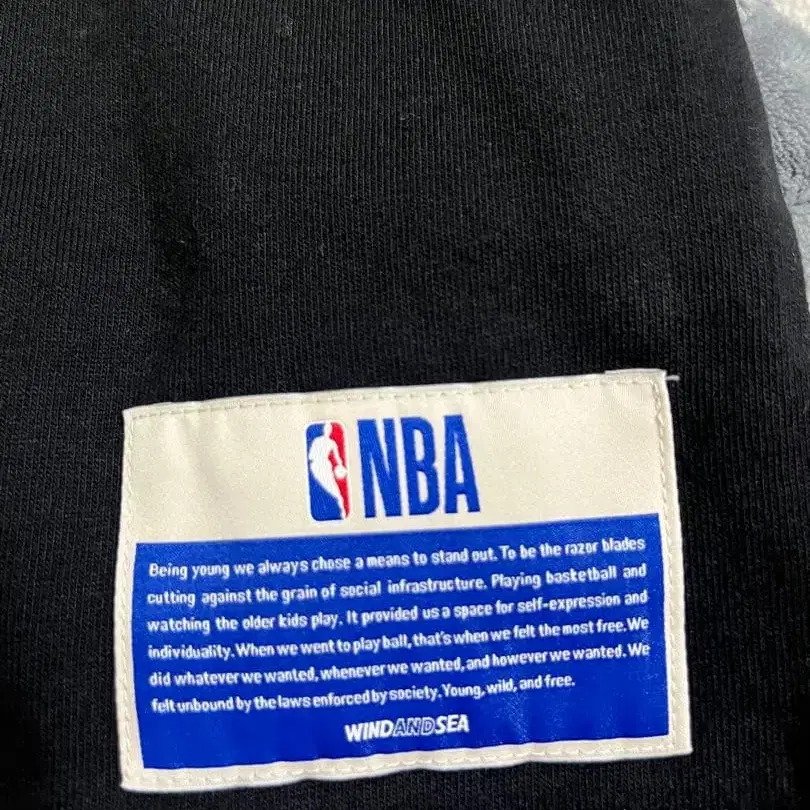 NBA
Being young we always chose a means to stand out. To be the razor blades
cutting against the grain of social infrastructure. Playing basketball and
watching the older kids play. It provided us a space for self-expression and
individuality. When we went to play ball, that's when we felt the most free. We
did whatever we wanted, whenever we wanted, and however we wanted. We
felt unbound by the laws enforced by society. Young, wild, and free.
WINDANDSEA